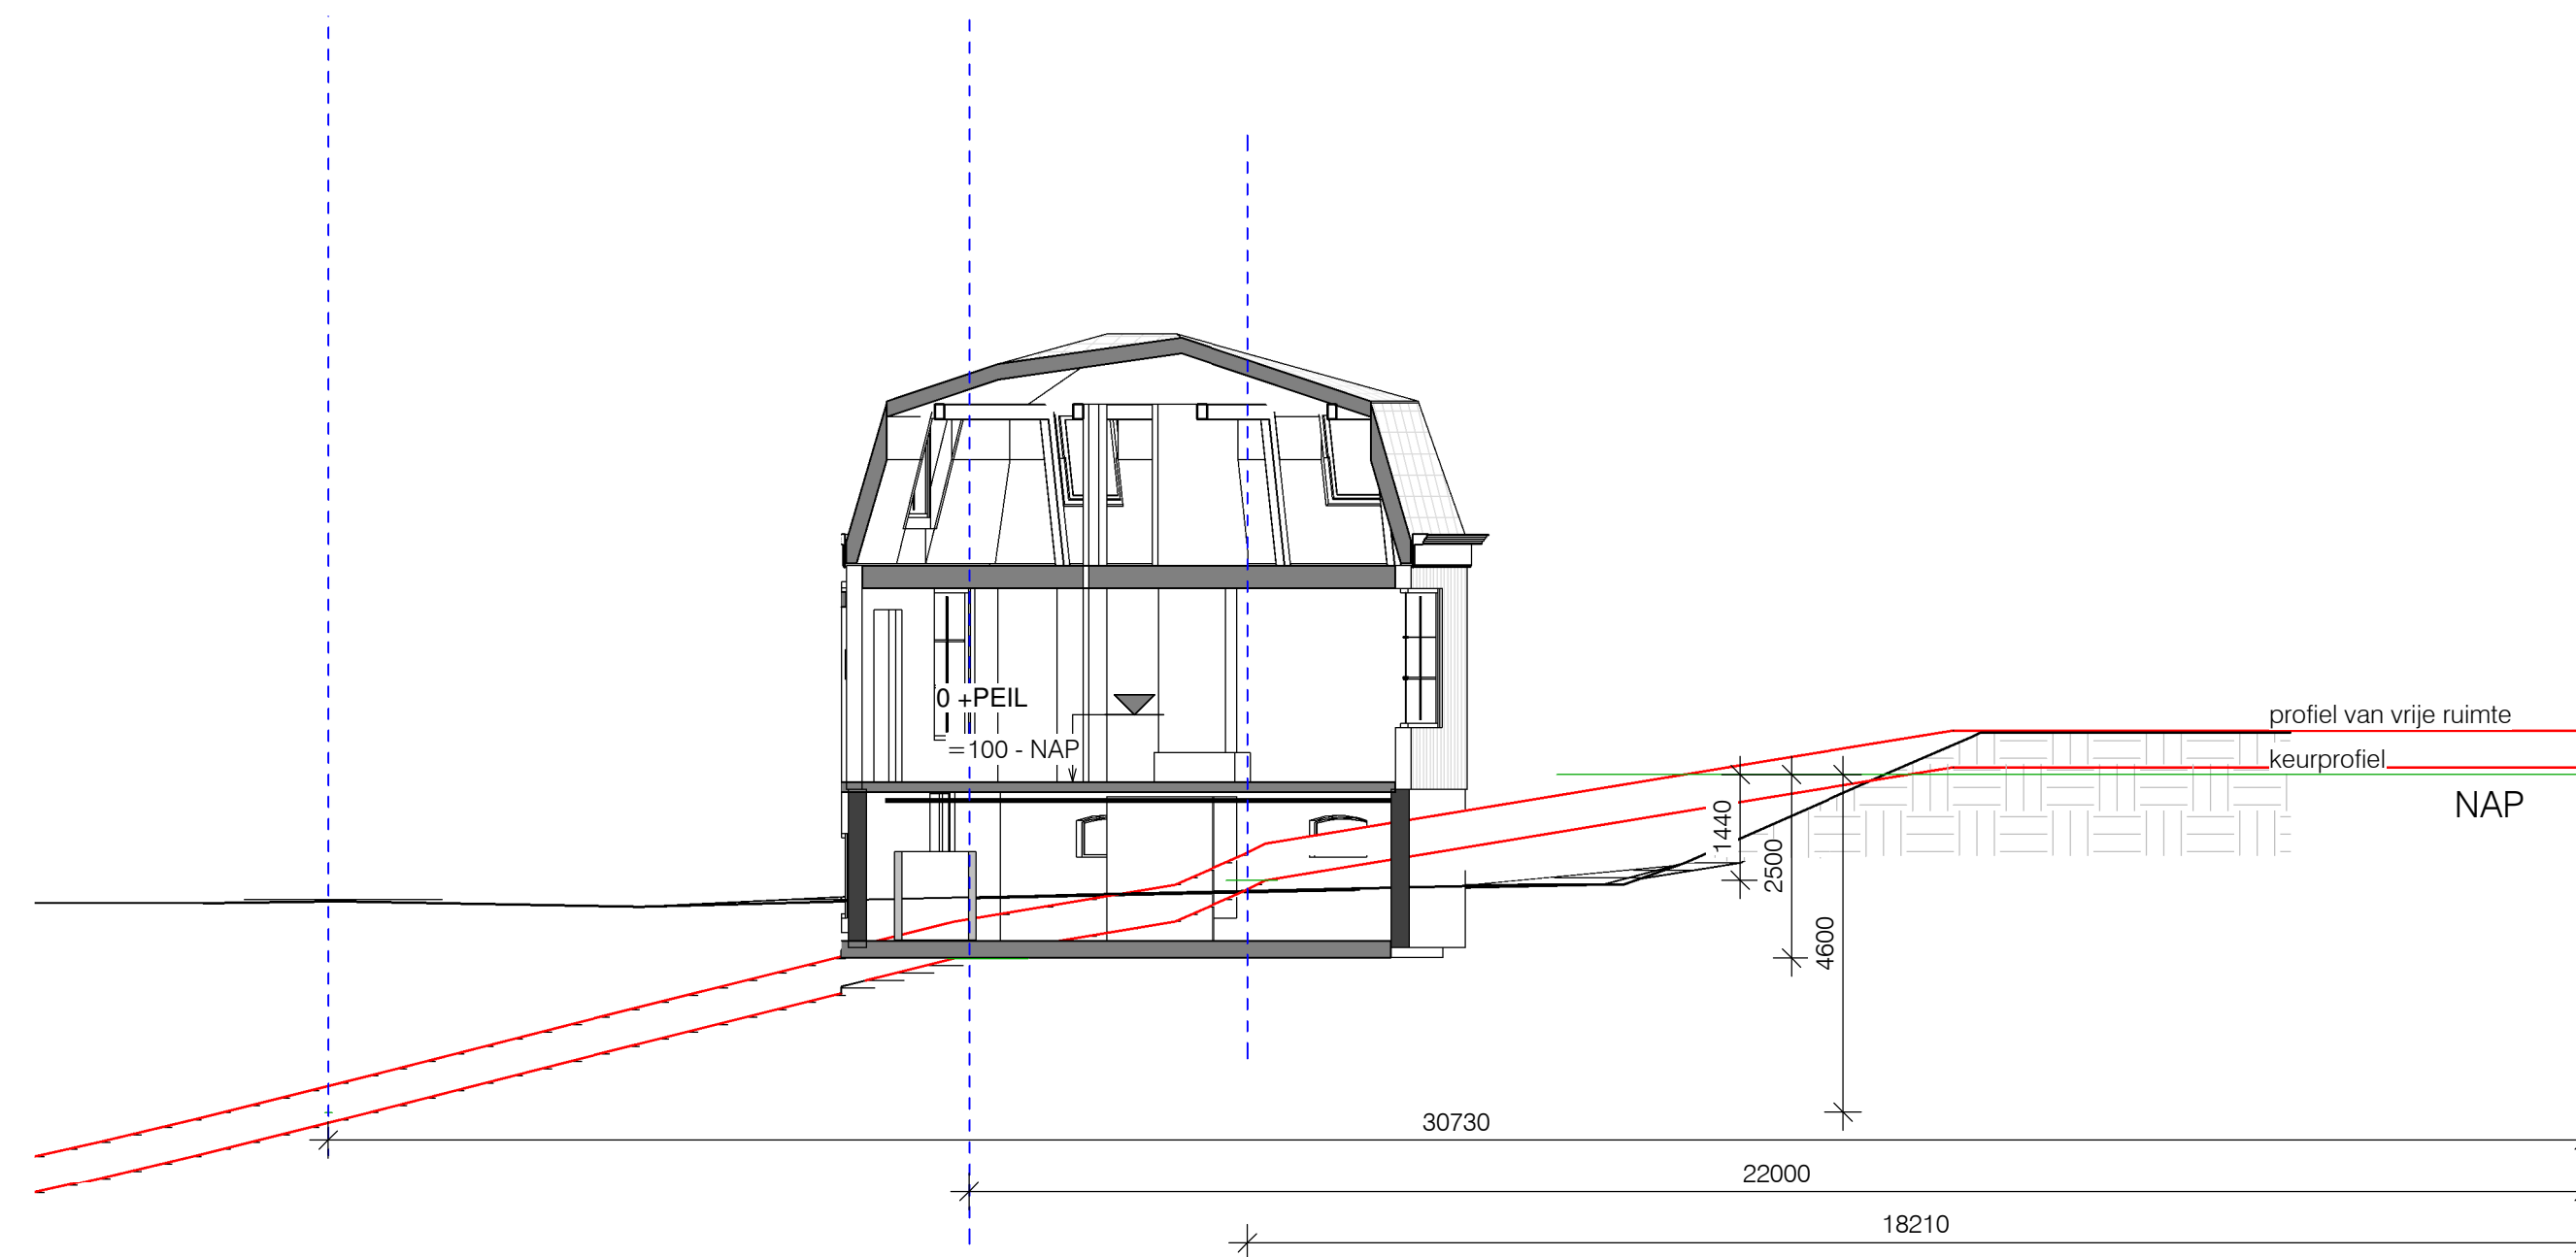 0 +PEIL
=100 - NAP
profiel van vrije ruimte
keurprofiel
NAP
1440
2500
4600
30730
22000
18210